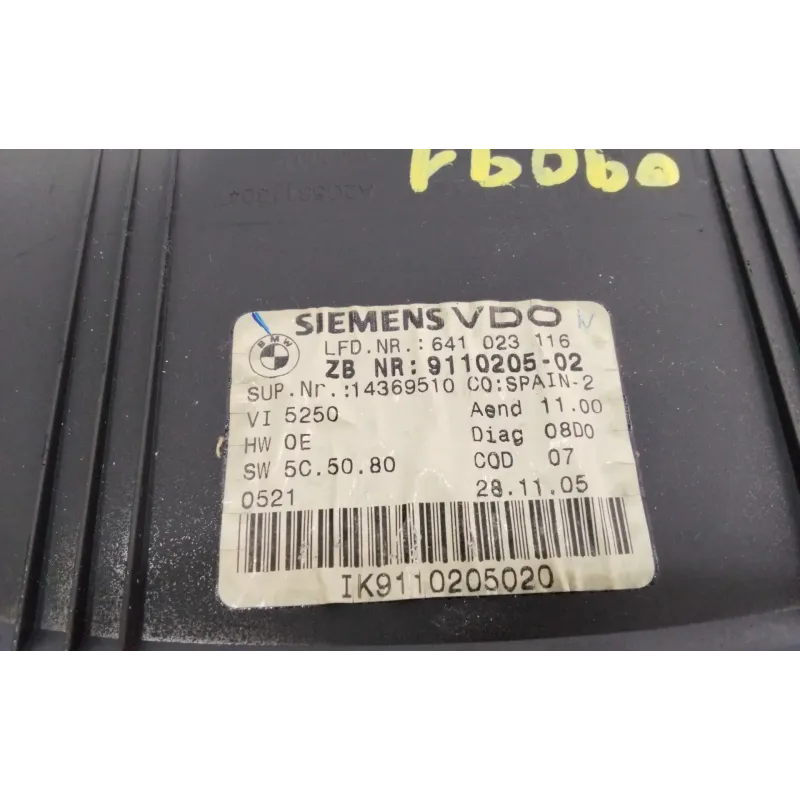 SIEMENS VDO
BMW
LFD.NR.: 641 023 116
ZB NR: 9110205-02
SUP.Nr.:14369510 CO:SPAIN-2
VI 5250 Aend 11.00
HW 0E Diag 08D0
SW 5C.50.80 COD 07
0521 28.11.05
IK9110205020